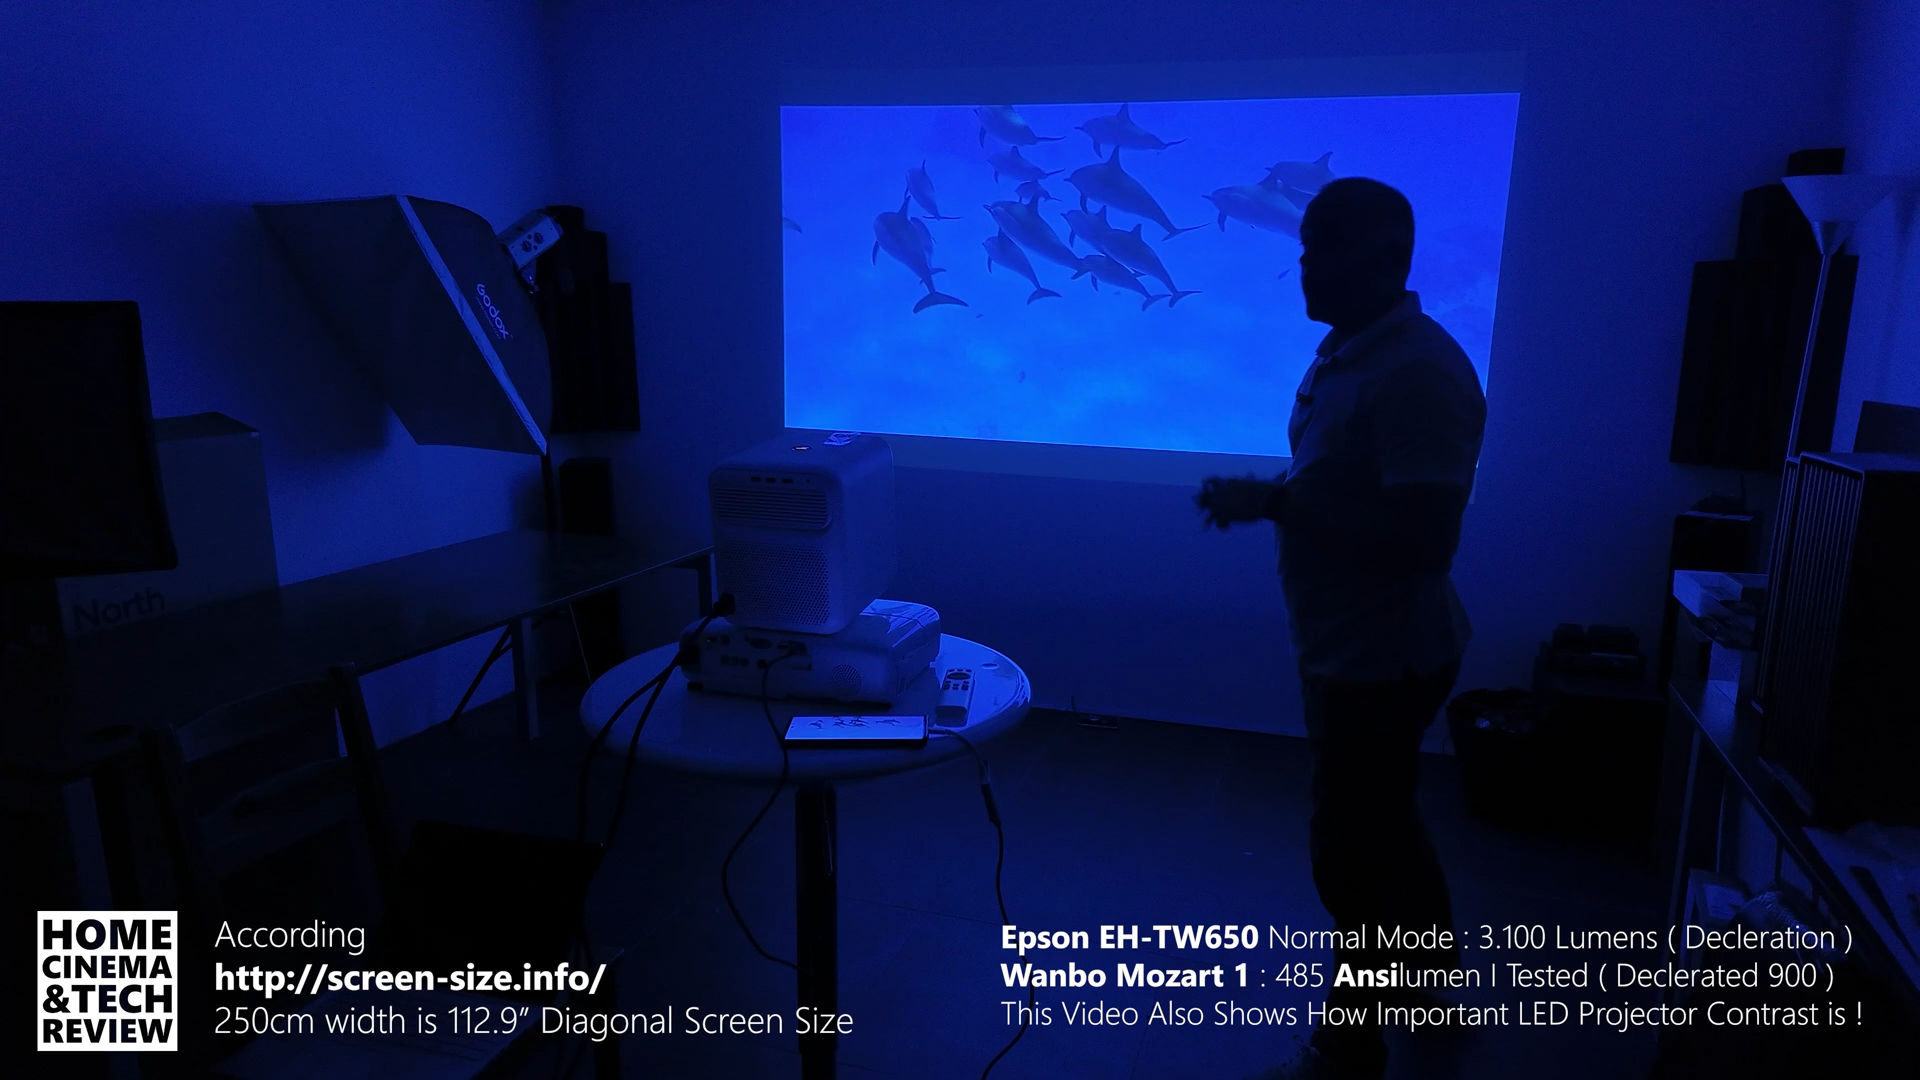 GODOX
North
HOME
CINEMA
&TECH
REVIEW
According
http://screen-size.info/
250cm width is 112.9” Diagonal Screen Size
Epson EH-TW650 Normal Mode : 3.100 Lumens ( Decleration )
Wanbo Mozart 1 : 485 Ansilumen I Tested ( Declerated 900 )
This Video Also Shows How Important LED Projector Contrast is !